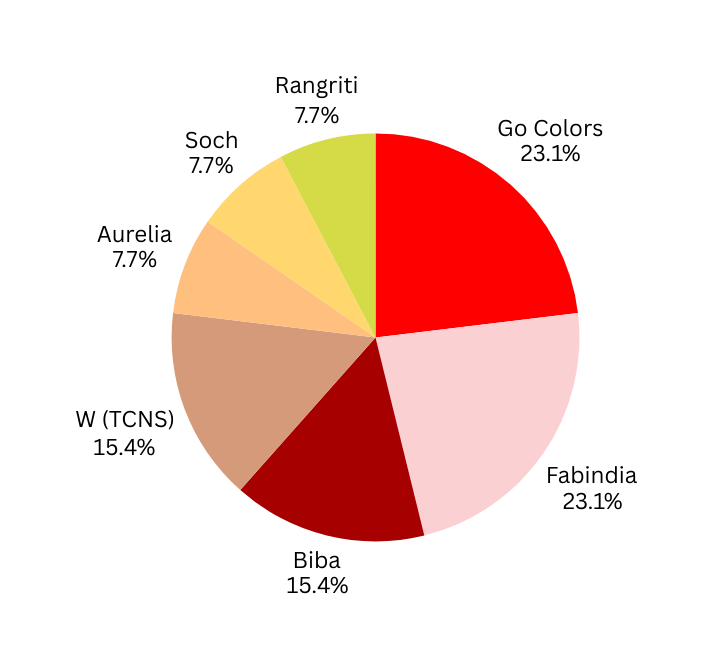 Rangriti
7.7%
Go Colors
23.1%
Soch
7.7%
Aurelia
7.7%
W (TCNS)
15.4%
Fabindia
23.1%
Biba
15.4%